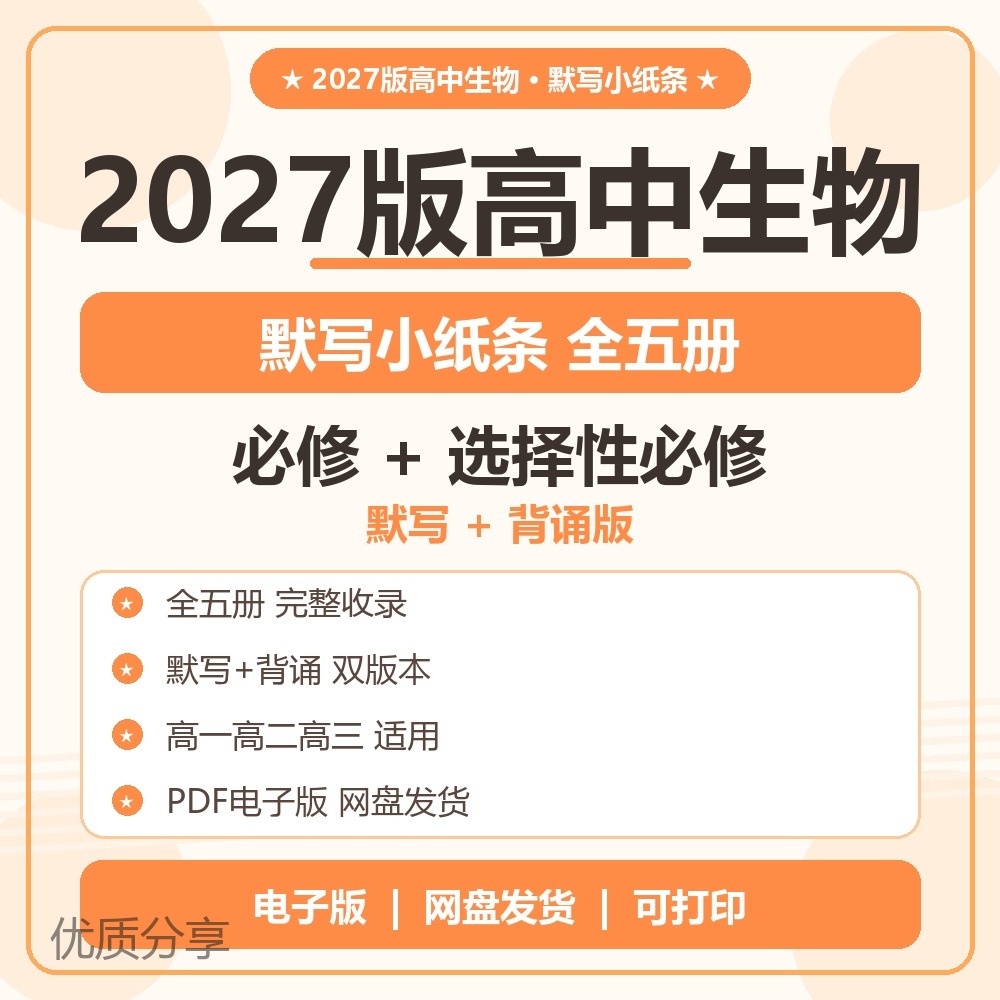 ★ 2027版高中生物·默写小纸条 ★
2027版高中生物
默写小纸条 全五册
必修 + 选择性必修
默写 + 背诵版
★ 全五册 完整收录
★ 默写+背诵 双版本
★ 高一高二高三 适用
★ PDF电子版 网盘发货
电子版 | 网盘发货 | 可打印
优质分享